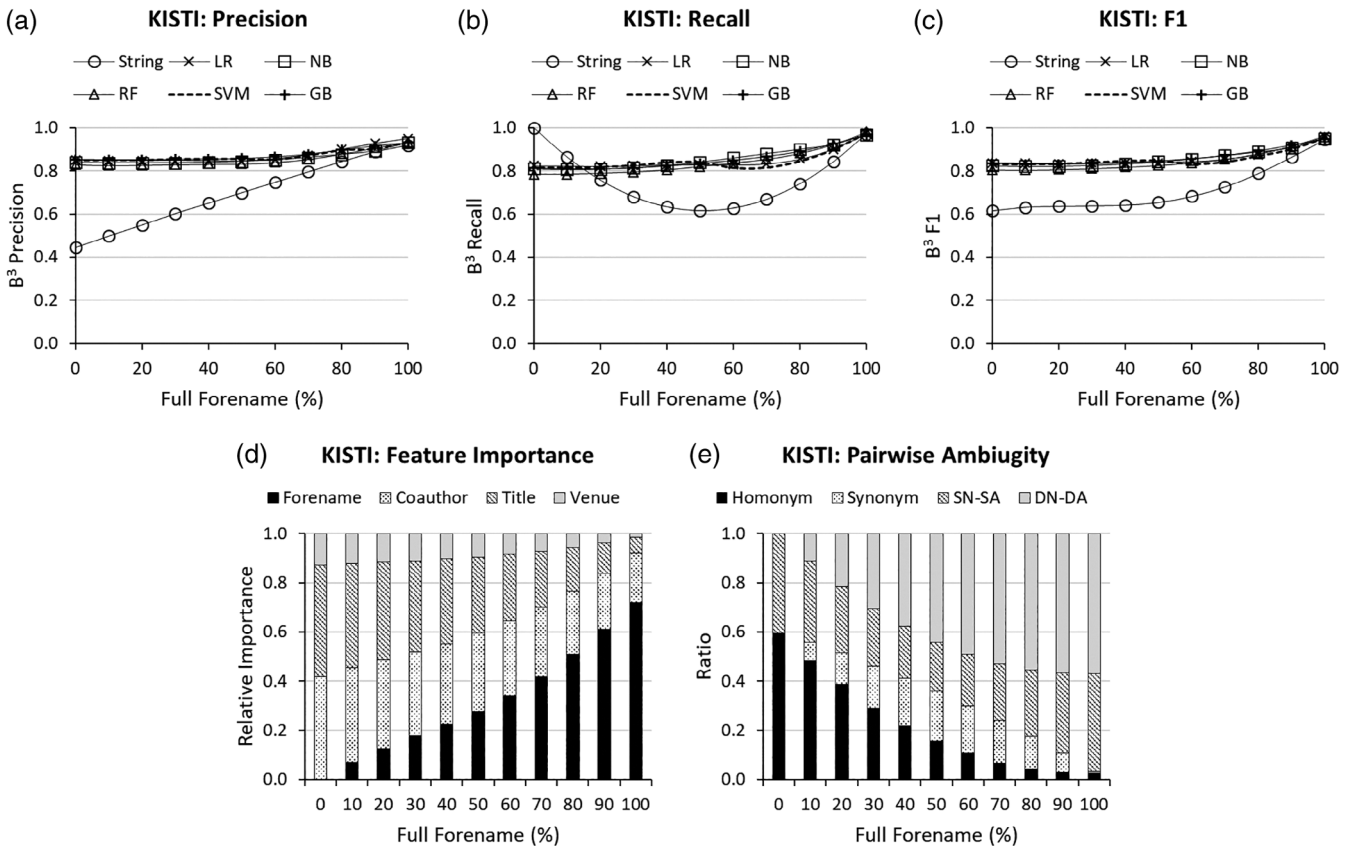 (a) KISTI: Precision
String LR NB
RF SVM GB
B³ Precision
1.0
0.8
0.6
0.4
0.2
0.0
0 20 40 60 80 100
Full Forename (%)
(b) KISTI: Recall
String LR NB
RF SVM GB
B³ Recall
1.0
0.8
0.6
0.4
0.2
0.0
0 20 40 60 80 100
Full Forename (%)
(c) KISTI: F1
String LR NB
RF SVM GB
B³ F1
1.0
0.8
0.6
0.4
0.2
0.0
0 20 40 60 80 100
Full Forename (%)
(d) KISTI: Feature Importance
Forename Coauthor Title Venue
Relative Importance
1.0
0.8
0.6
0.4
0.2
0.0
0 10 20 30 40 50 60 70 80 90 100
Full Forename (%)
(e) KISTI: Pairwise Ambiugity
Homonym Synonym SN-SA DN-DA
Ratio
1.0
0.8
0.6
0.4
0.2
0.0
0 10 20 30 40 50 60 70 80 90 100
Full Forename (%)